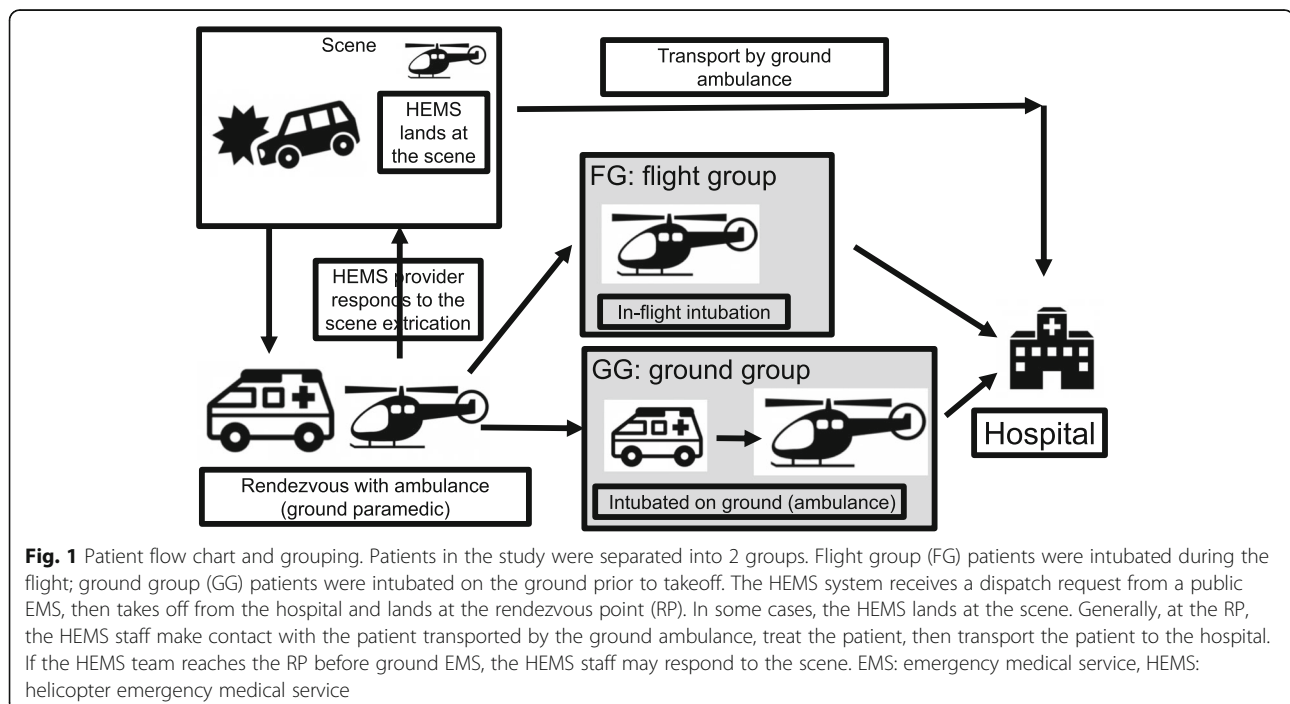 Scene
HEMS
lands at
the scene
Transport by ground
ambulance
FG: flight group
In-flight intubation
HEMS provider
responds to the
scene extrication
GG: ground group
Intubated on ground (ambulance)
Rendezvous with ambulance
(ground paramedic)
Hospital
Fig. 1 Patient flow chart and grouping. Patients in the study were separated into 2 groups. Flight group (FG) patients were intubated during the
flight; ground group (GG) patients were intubated on the ground prior to takeoff. The HEMS system receives a dispatch request from a public
EMS, then takes off from the hospital and lands at the rendezvous point (RP). In some cases, the HEMS lands at the scene. Generally, at the RP,
the HEMS staff make contact with the patient transported by the ground ambulance, treat the patient, then transport the patient to the hospital.
If the HEMS team reaches the RP before ground EMS, the HEMS staff may respond to the scene. EMS: emergency medical service, HEMS:
helicopter emergency medical service